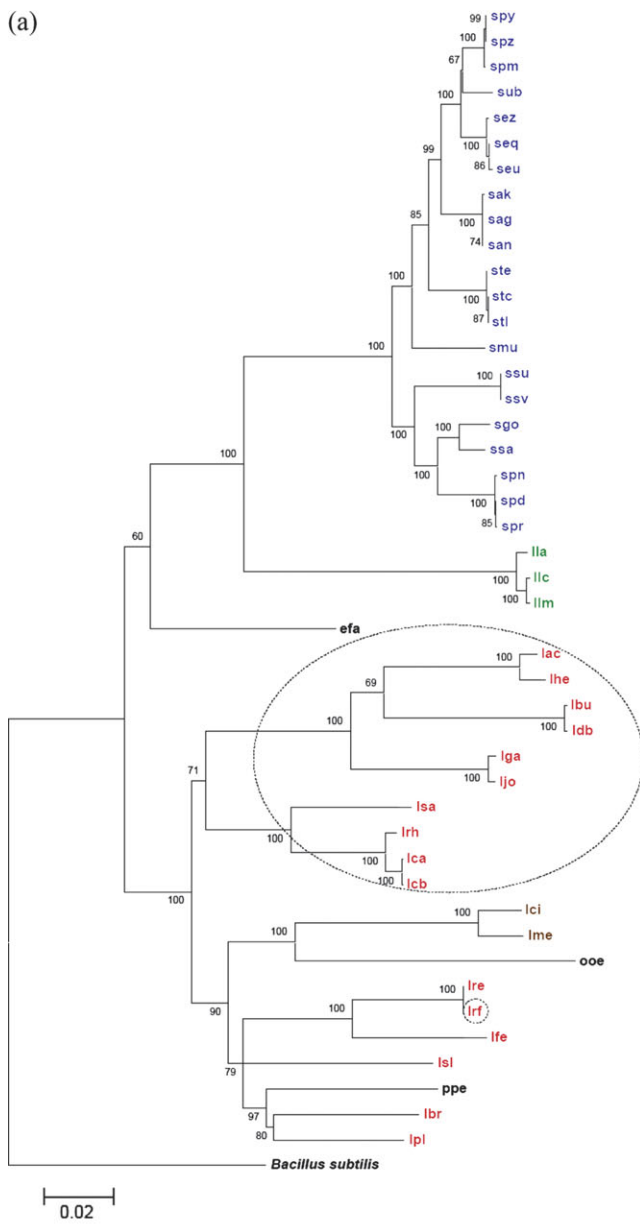 (a)
99
spy
100
spz
67
spm
sub
100
sez
99
100
seq
86
seu
85
sak
100
sag
74
san
100
ste
100
stc
87
stl
100
smu
100
ssu
ssv
100
100
sgo
100
ssa
100
spn
100
spd
85
spr
60
lla
100
llc
100
llm
efa
100
lac
69
lhe
100
lbu
100
ldb
71
lga
100
ljo
100
lsa
lrh
100
lca
100
lcb
100
100
lci
100
lme
ooe
90
100
lre
100
lrf
lfe
79
lsl
ppe
97
lbr
80
lpl
Bacillus subtilis
0.02